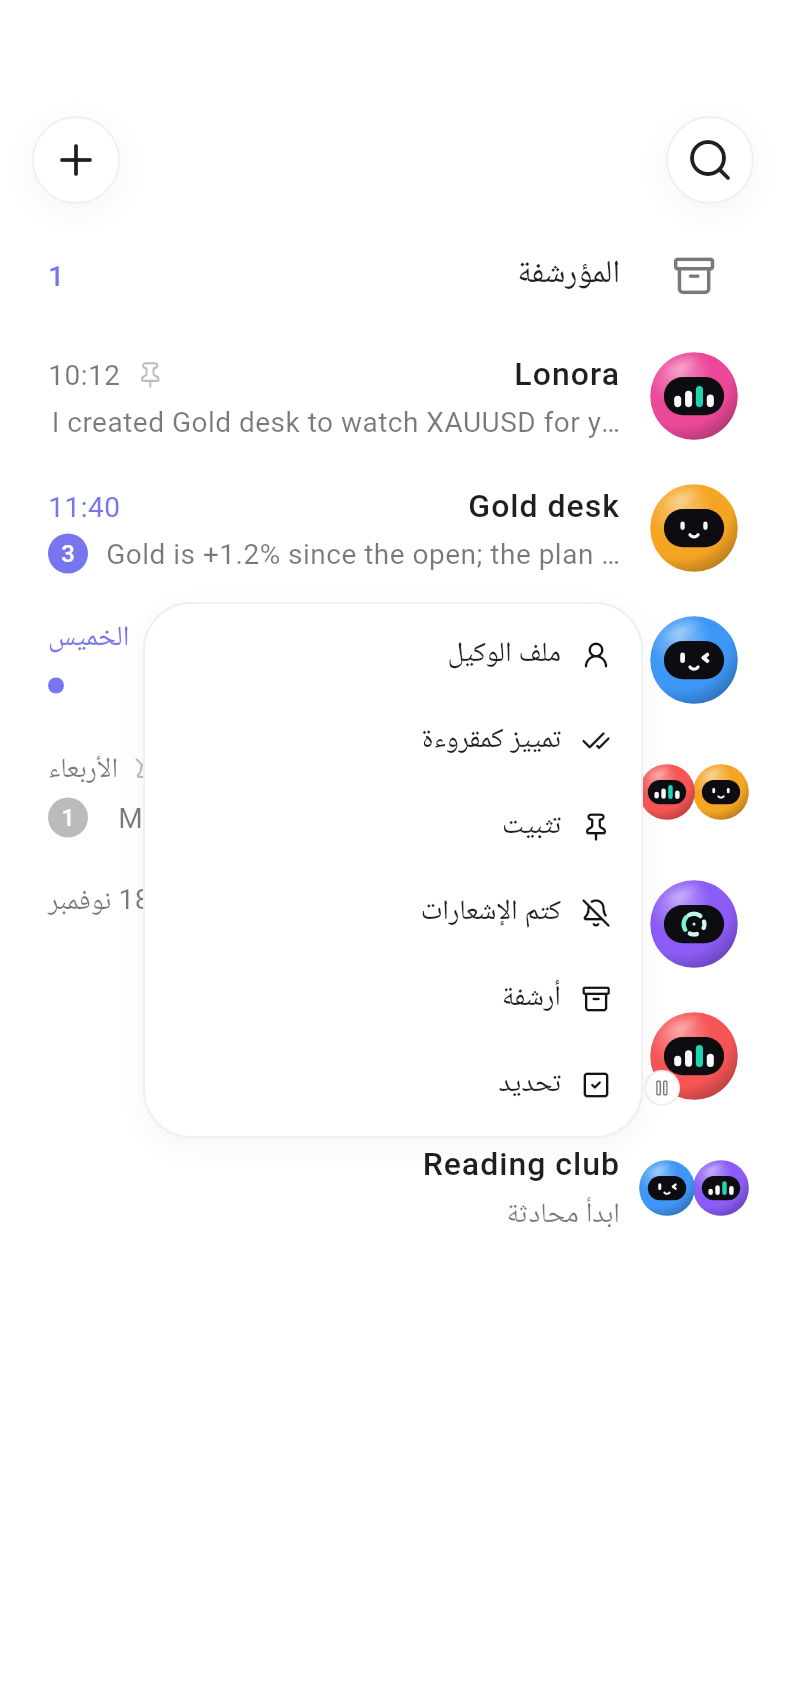 المؤرشفة
1
Lonora
10:12
I created Gold desk to watch XAUUSD for y…
Gold desk
11:40
Gold is +1.2% since the open; the plan …
3
الخميس
ملف الوكيل
تمييز كمقروءة
الأربعاء
1
تثبيت
كتم الإشعارات
18 نوفمبر
أرشفة
تحديد
Reading club
ابدأ محادثة